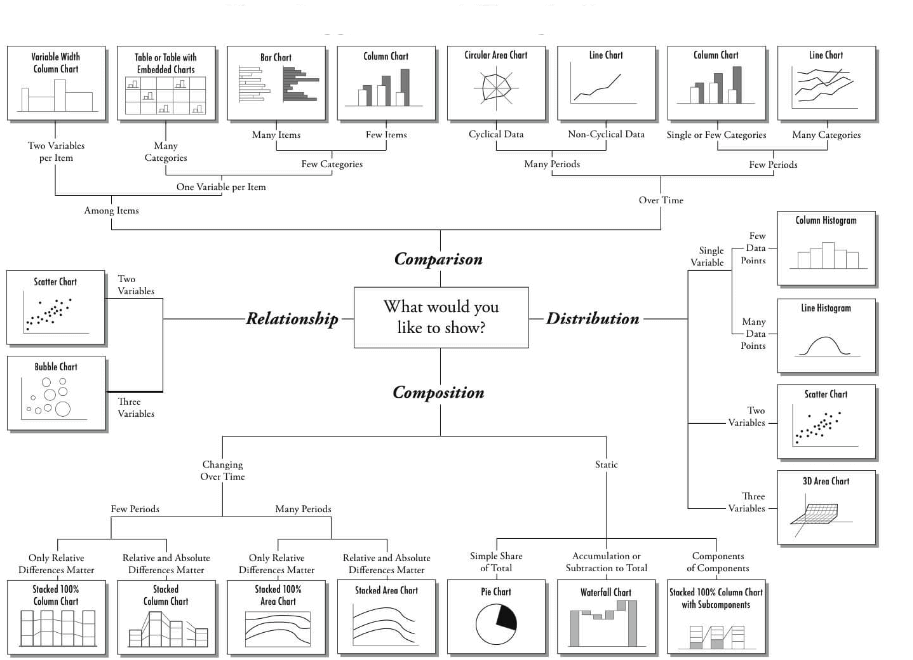 Variable Width
Column Chart
Table or Table with
Embedded Charts
Bar Chart
Column Chart
Circular Area Chart
Line Chart
Column Chart
Line Chart
Two Variables
per Item
Many
Categories
Many Items
Few Items
Cyclical Data
Non-Cyclical Data
Single or Few Categories
Many Categories
Few Categories
Many Periods
Few Periods
One Variable per Item
Among Items
Over Time
Comparison
Scatter Chart
Two
Variables
Bubble Chart
Three
Variables
Relationship
What would you
like to show?
Distribution
Single
Variable
Few
Data
Points
Column Histogram
Many
Data
Points
Line Histogram
Two
Variables
Scatter Chart
Three
Variables
3D Area Chart
Composition
Changing
Over Time
Static
Few Periods
Many Periods
Only Relative
Differences Matter
Relative and Absolute
Differences Matter
Only Relative
Differences Matter
Relative and Absolute
Differences Matter
Simple Share
of Total
Accumulation or
Subtraction to Total
Components
of Components
Stacked 100%
Column Chart
Stacked
Column Chart
Stacked 100%
Area Chart
Stacked Area Chart
Pie Chart
Waterfall Chart
Stacked 100% Column Chart
with Subcomponents